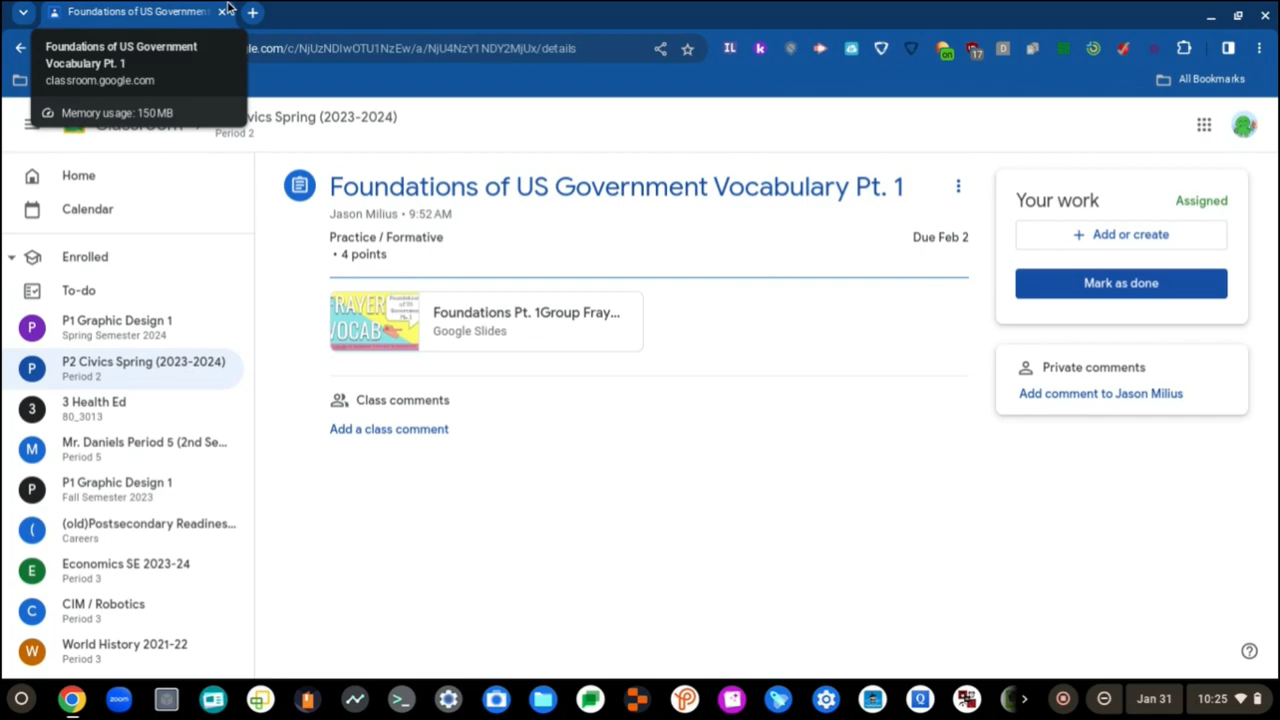 Foundations of US Government
Foundations of US Government
Vocabulary Pt. 1
classroom.google.com
Memory usage: 150 MB
le.com/c/NjUzNDIwOTU1NzEw/a/NjU4NzY1NDY2MjUx/details
on
17
All Bookmarks
vics Spring (2023-2024)
Period 2
Home
Calendar
Enrolled
To-do
P
P1 Graphic Design 1
Spring Semester 2024
P
P2 Civics Spring (2023-2024)
Period 2
3
3 Health Ed
80_3013
M
Mr. Daniels Period 5 (2nd Se...
Period 5
P
P1 Graphic Design 1
Fall Semester 2023
(
(old)Postsecondary Readines...
Careers
E
Economics SE 2023-24
Period 3
C
CIM / Robotics
Period 3
W
World History 2021-22
Period 3
Foundations of US Government Vocabulary Pt. 1
Jason Milius • 9:52 AM
Practice / Formative
Due Feb 2
• 4 points
FRAYER
VOCAB
Foundations Pt. 1Group Fray...
Google Slides
Class comments
Add a class comment
Your work
Assigned
+ Add or create
Mark as done
Private comments
Add comment to Jason Milius
zoom
Jan 31
10:25